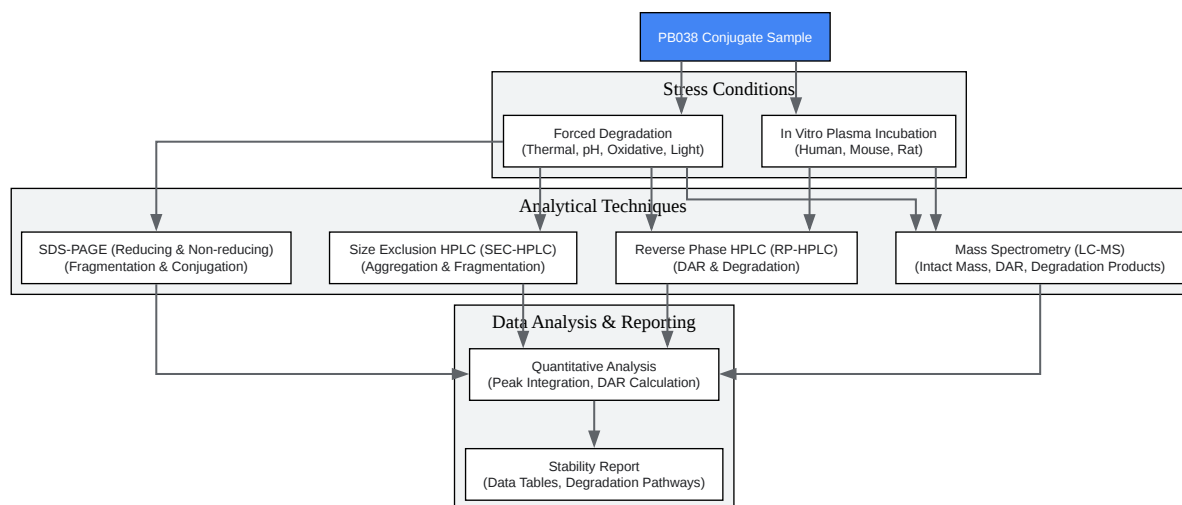 PB038 Conjugate Sample
Stress Conditions
Forced Degradation
(Thermal, pH, Oxidative, Light)
In Vitro Plasma Incubation
(Human, Mouse, Rat)
Analytical Techniques
SDS-PAGE (Reducing & Non-reducing)
(Fragmentation & Conjugation)
Size Exclusion HPLC (SEC-HPLC)
(Aggregation & Fragmentation)
Reverse Phase HPLC (RP-HPLC)
(DAR & Degradation)
Mass Spectrometry (LC-MS)
(Intact Mass, DAR, Degradation Products)
Data Analysis & Reporting
Quantitative Analysis
(Peak Integration, DAR Calculation)
Stability Report
(Data Tables, Degradation Pathways)